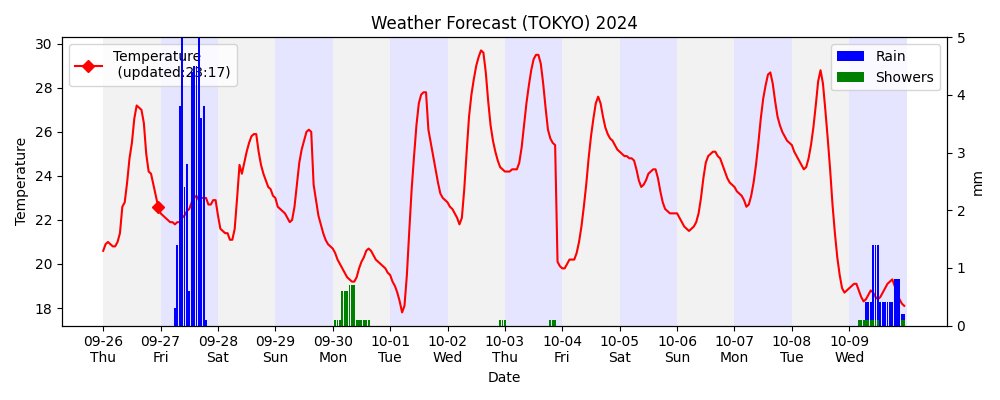 Weather Forecast (TOKYO) 2024
Temperature
(updated:23:17)
Rain
Showers
Temperature
30
28
26
24
22
20
18
5
4
3
2
1
0
mm
09-26 09-27 09-28 09-29 09-30 10-01 10-02 10-03 10-04 10-05 10-06 10-07 10-08 10-09
Thu Fri Sat Sun Mon Tue Wed Thu Fri Sat Sun Mon Tue Wed
Date